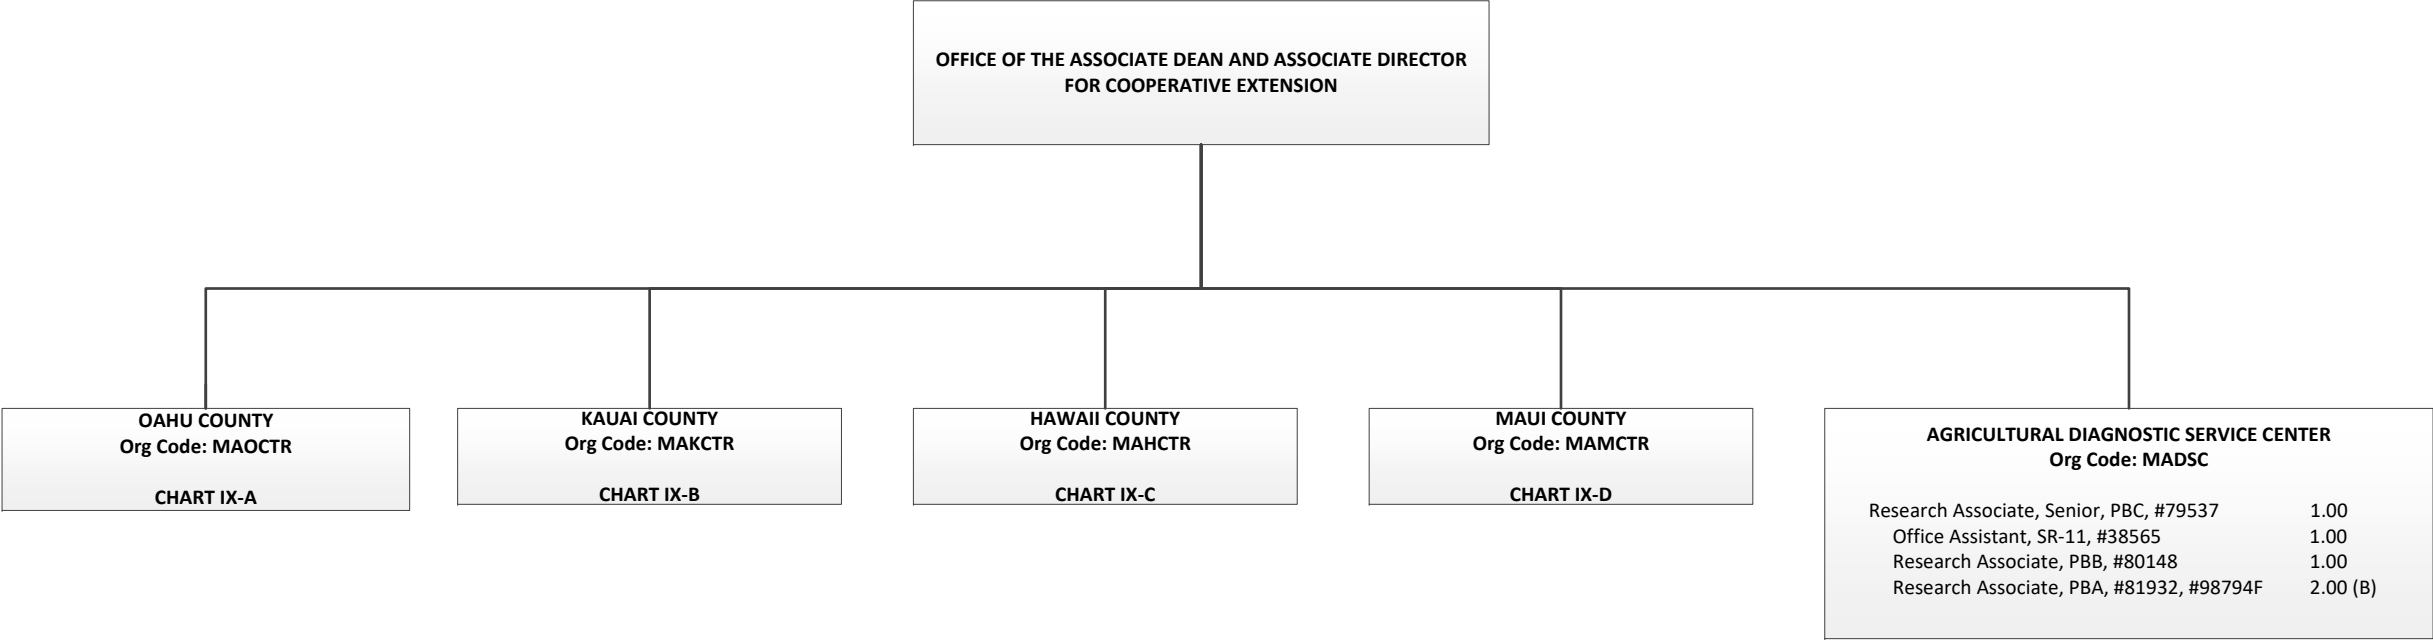 OFFICE OF THE ASSOCIATE DEAN AND ASSOCIATE DIRECTOR
FOR COOPERATIVE EXTENSION
OAHU COUNTY
Org Code: MAOCTR
CHART IX-A
KAUAI COUNTY
Org Code: MAKCTR
CHART IX-B
HAWAII COUNTY
Org Code: MAHCTR
CHART IX-C
MAUI COUNTY
Org Code: MAMCTR
CHART IX-D
AGRICULTURAL DIAGNOSTIC SERVICE CENTER
Org Code: MADSC
Research Associate, Senior, PBC, #79537 1.00
Office Assistant, SR-11, #38565 1.00
Research Associate, PBB, #80148 1.00
Research Associate, PBA, #81932, #98794F 2.00 (B)